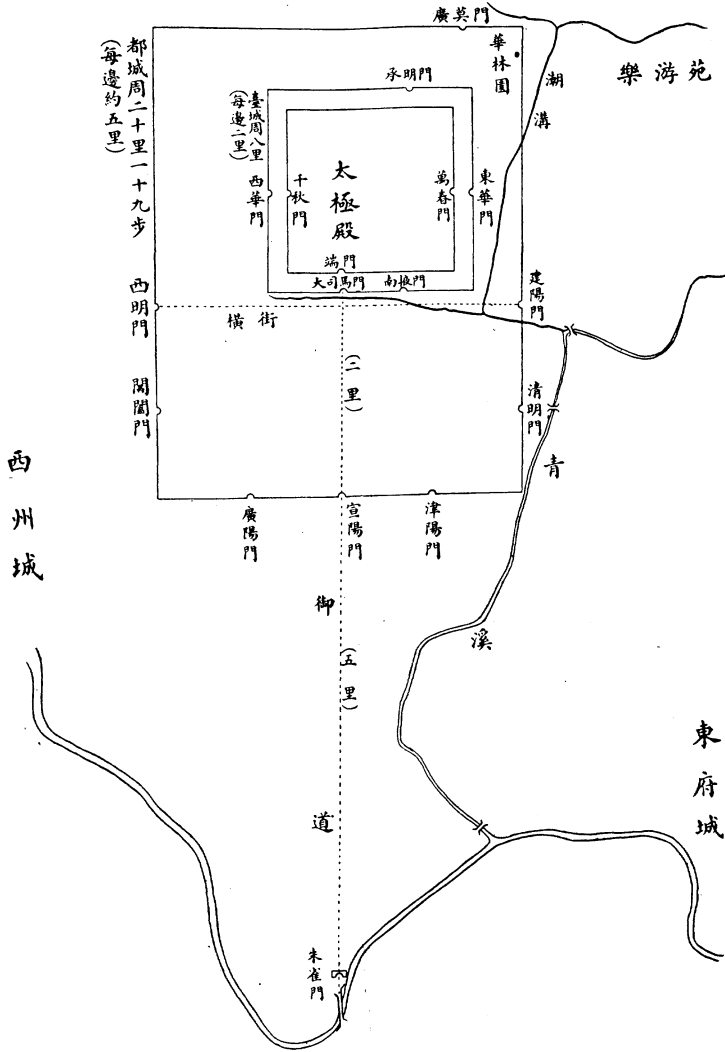 廣莫門
華林園
潮溝
樂游苑
都城周二十里一十九步
(每邊約五里)
承明門
臺城周八里
(每邊二里)
西華門
千秋門
太極殿
萬春門
東華門
端門
大司馬門
南掖門
建陽門
西明門
橫街
(二里)
閶闔門
清明門
青溪
西州城
廣陽門
宣陽門
津陽門
御道
(五里)
東府城
朱雀門